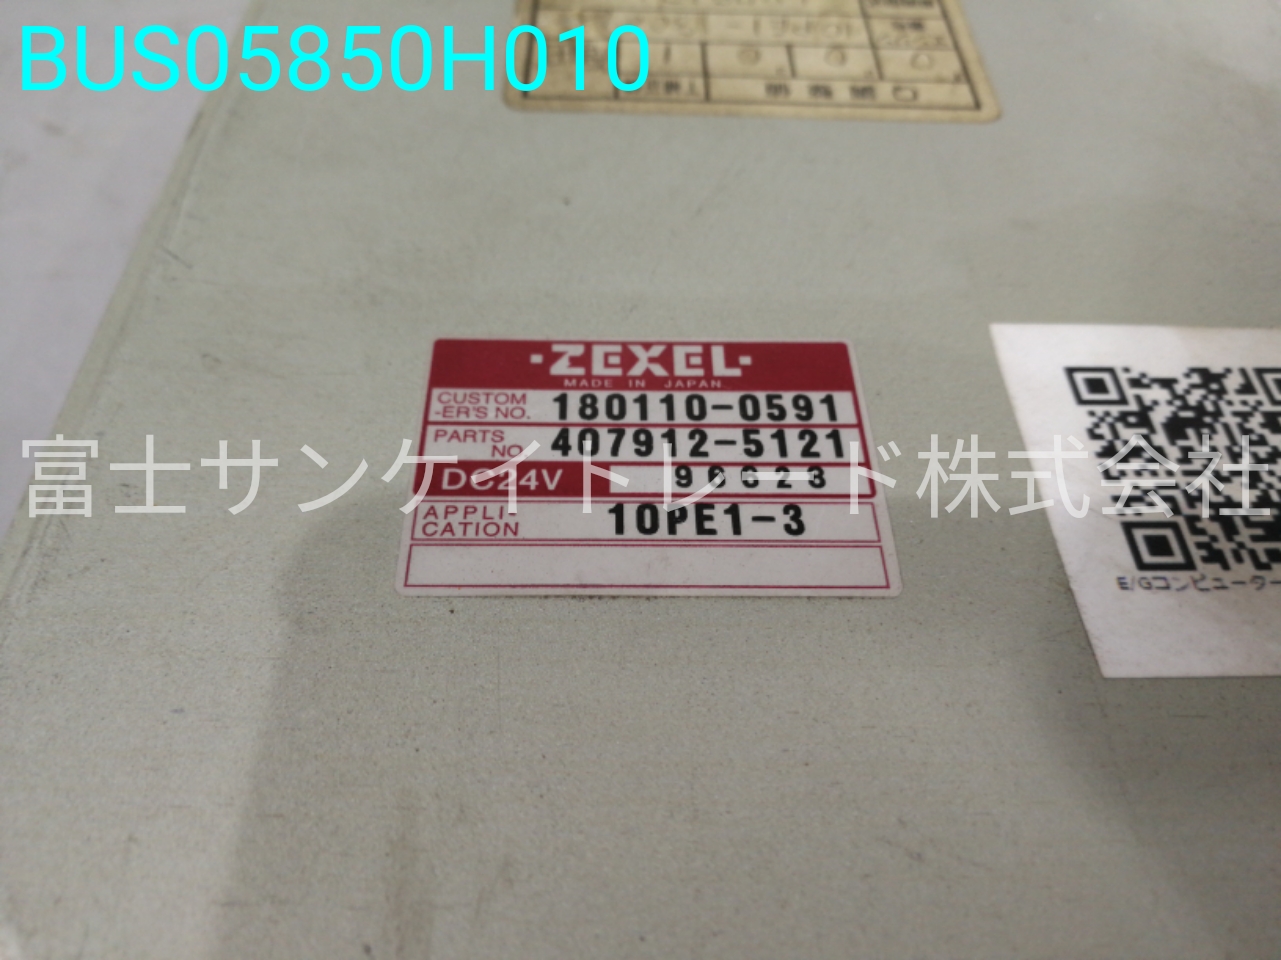 BUS05850H010
·ZEXEL·
MADE IN JAPAN
CUSTOM
-ER'S NO. 180110-0591
PARTS
NO. 407912-5121
富士サンケイトレード株式会社
DC24V
APPLI-
CATION 10PE1-3
E/Gコンピューター